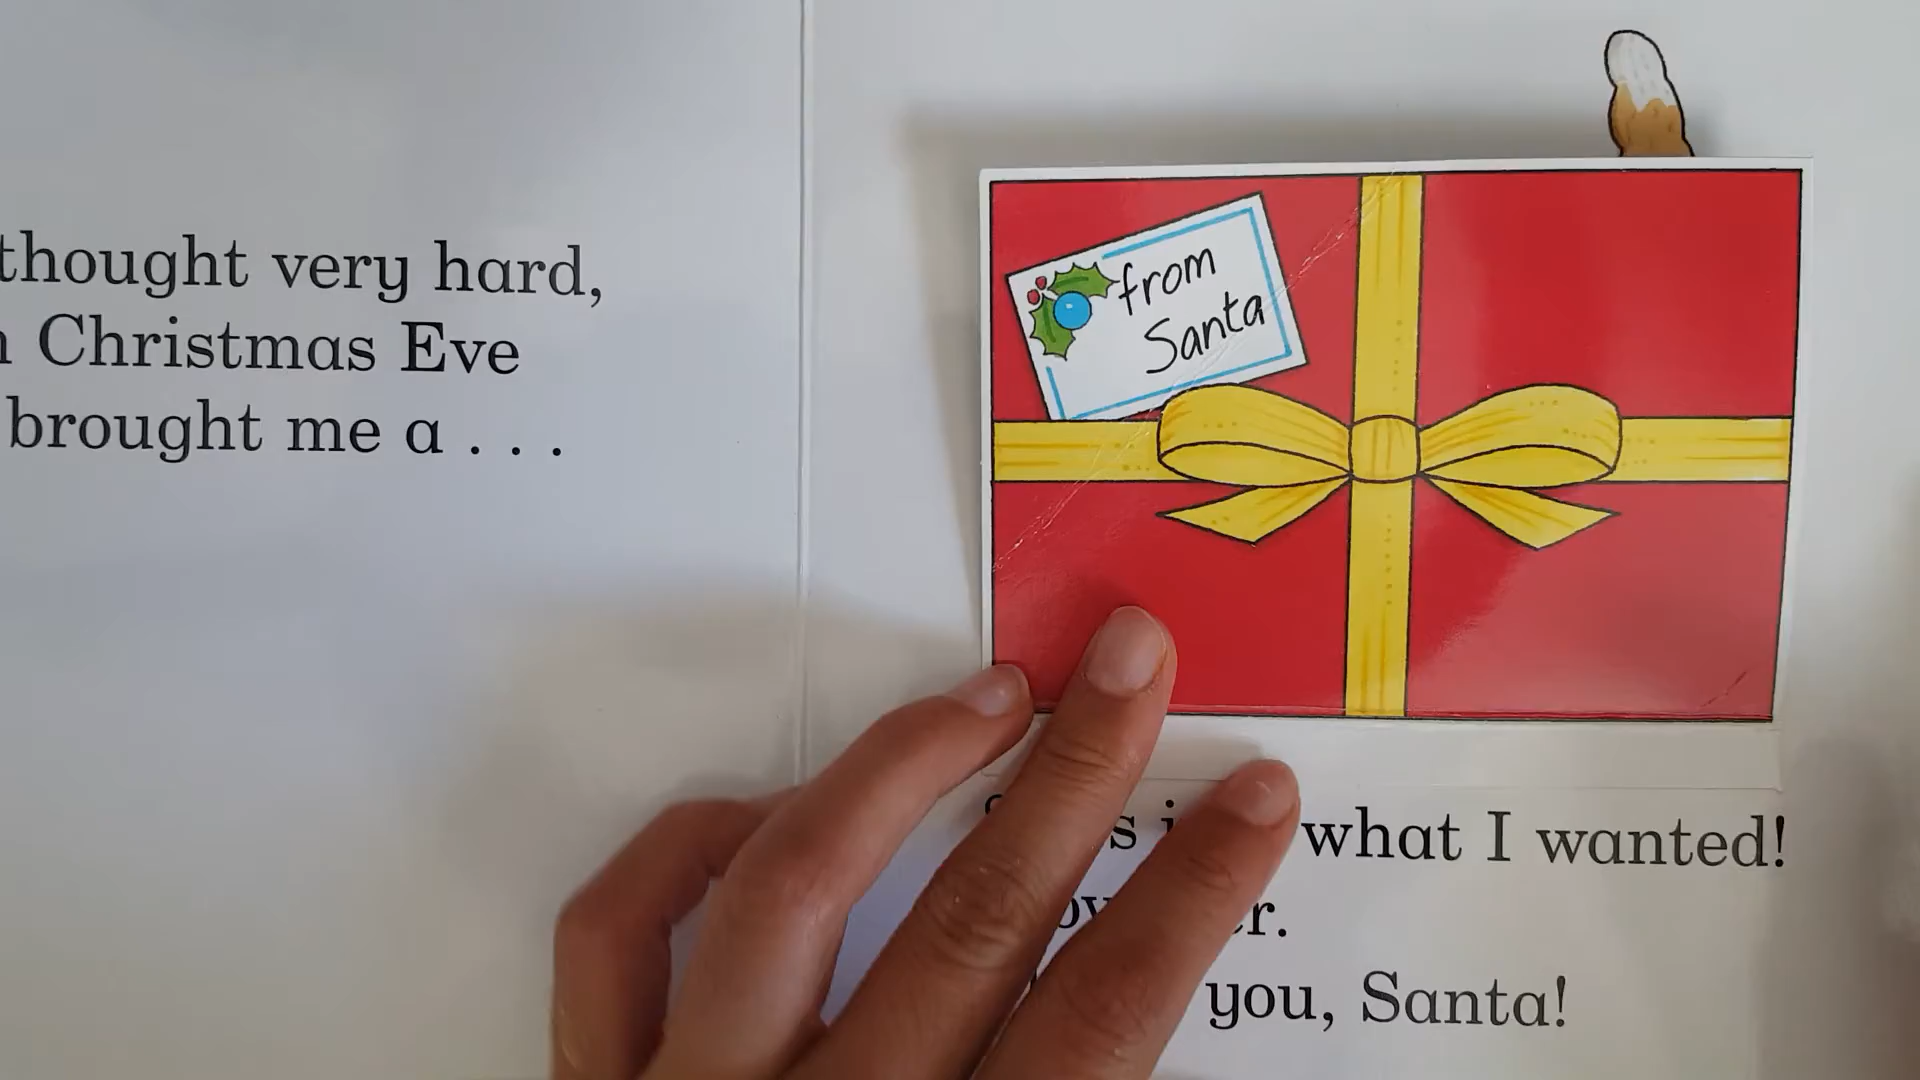 thought very hard,
Christmas Eve
brought me a . . .
from
Santa
what I wanted!
you, Santa!